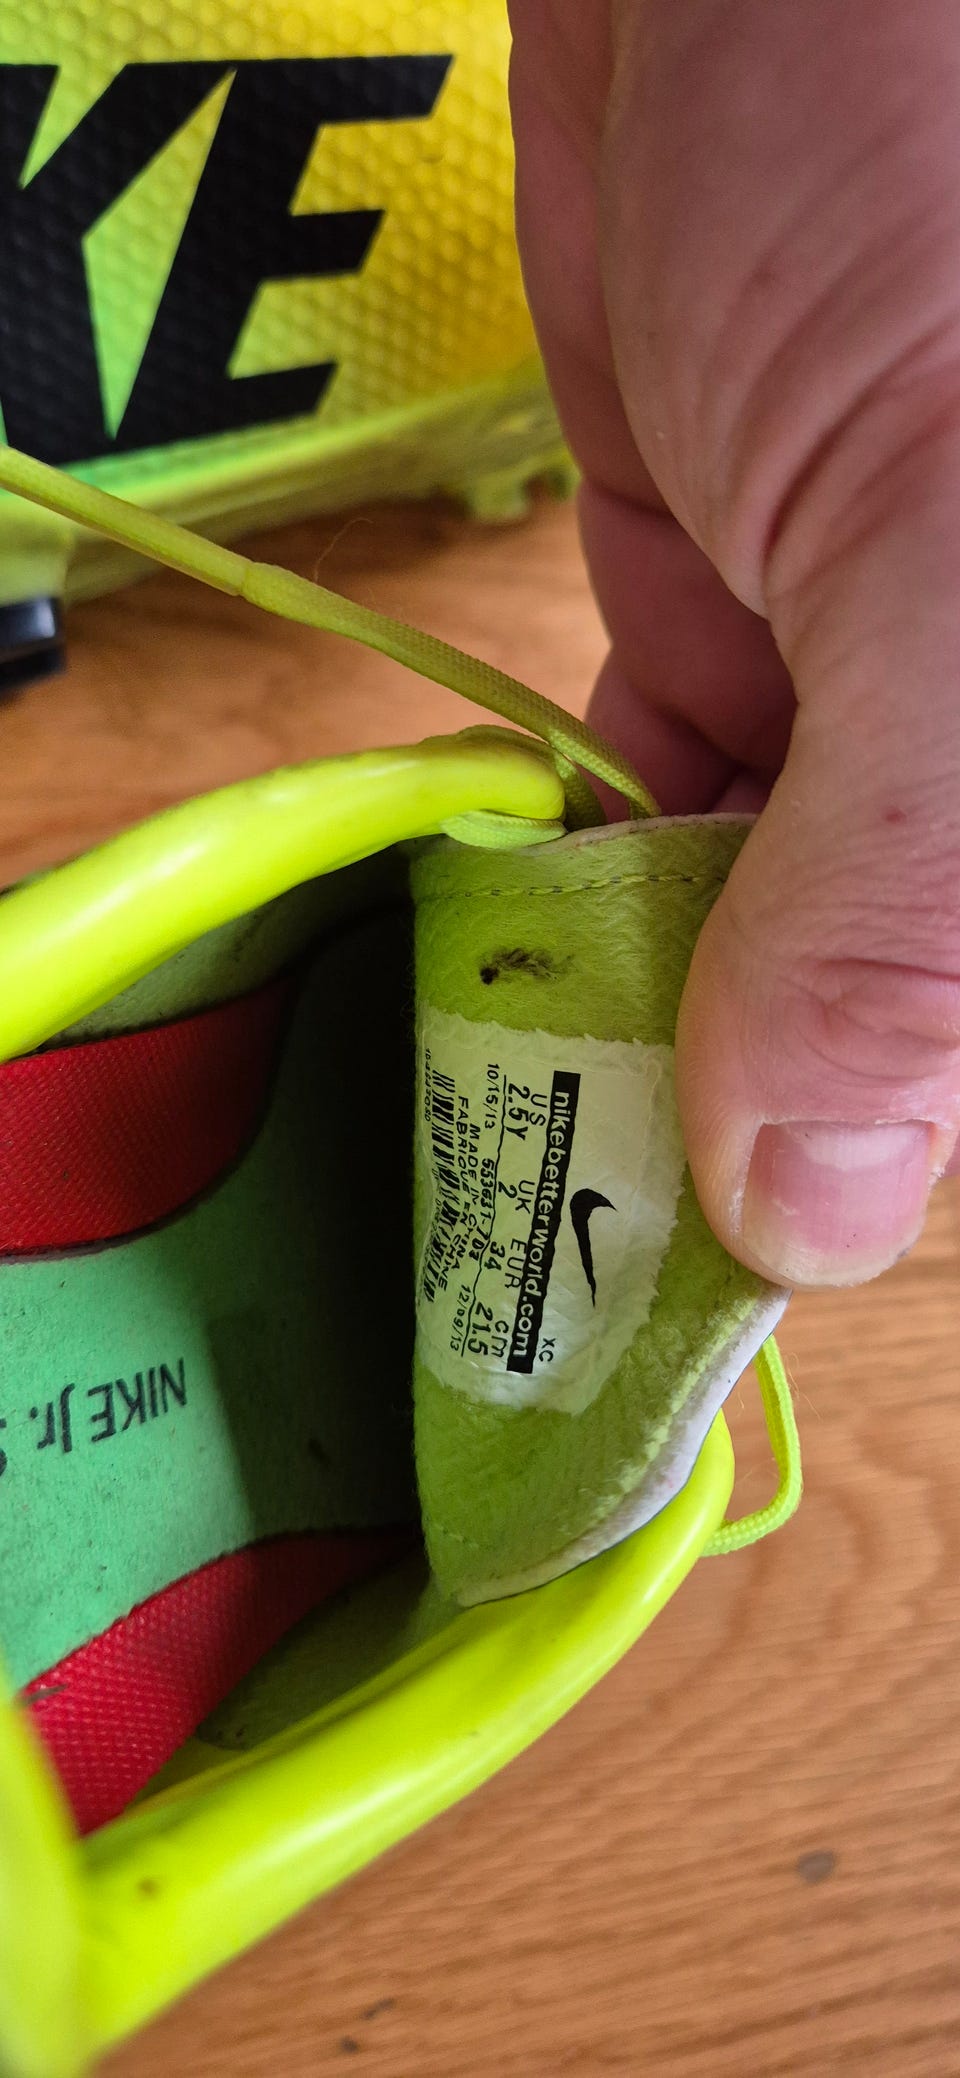 KE
XC
nikebetterworld.com
US UK EUR cm
2.5Y 2 34 21.5
10/15/13 553631-703 12/09/13
MADE IN CHINA
FABRIQUE EN CHINE
NIKE Jr.